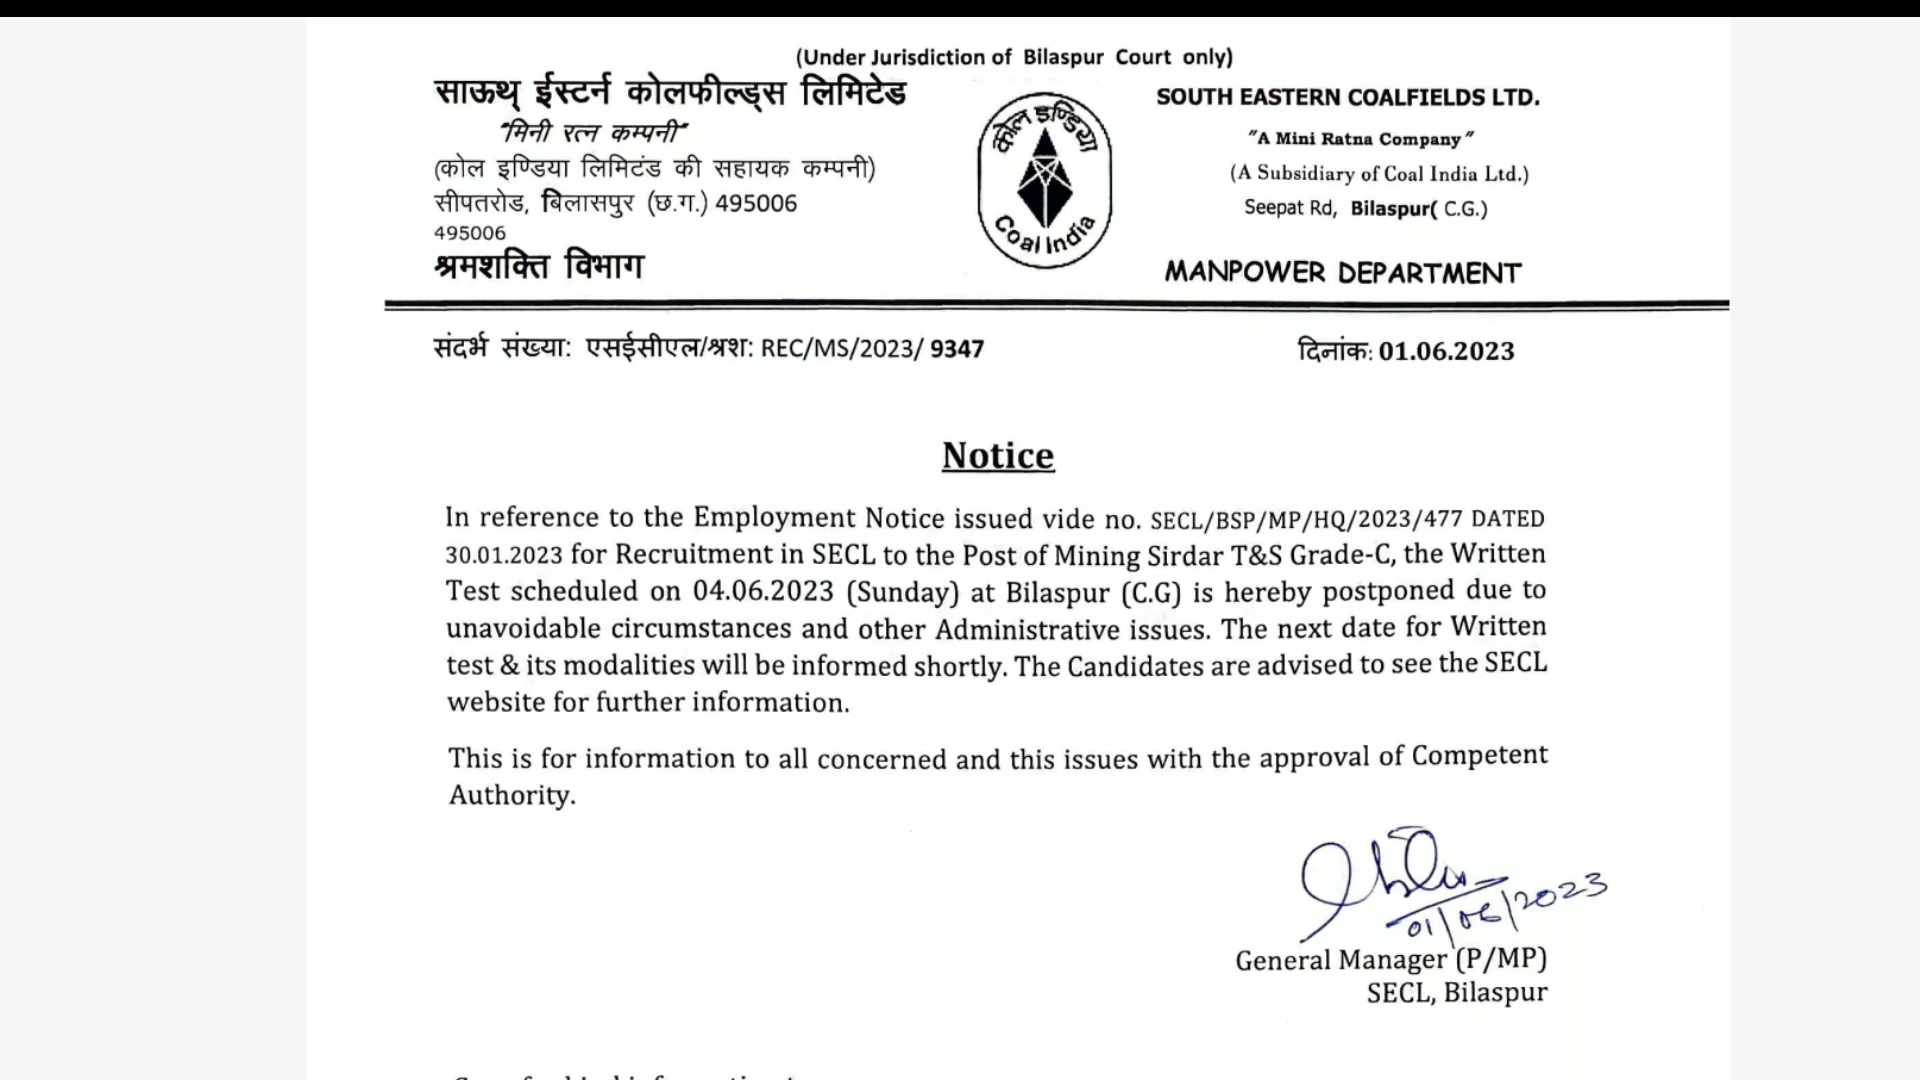 (Under Jurisdiction of Bilaspur Court only)
साऊथ् ईस्टर्न कोलफील्ड्स लिमिटेड
"मिनी रत्न कम्पनी"
(कोल इण्डिया लिमिटंड की सहायक कम्पनी)
सीपतरोड, बिलासपुर (छ.ग.) 495006
495006
श्रमशक्ति विभाग
कोल इण्डिया
Coal India
SOUTH EASTERN COALFIELDS LTD.
"A Mini Ratna Company"
(A Subsidiary of Coal India Ltd.)
Seepat Rd, Bilaspur( C.G.)
MANPOWER DEPARTMENT
संदर्भ संख्या: एसईसीएल/श्रश: REC/MS/2023/ 9347
दिनांक: 01.06.2023
Notice
In reference to the Employment Notice issued vide no. SECL/BSP/MP/HQ/2023/477 DATED
30.01.2023 for Recruitment in SECL to the Post of Mining Sirdar T&S Grade-C, the Written
Test scheduled on 04.06.2023 (Sunday) at Bilaspur (C.G) is hereby postponed due to
unavoidable circumstances and other Administrative issues. The next date for Written
test & its modalities will be informed shortly. The Candidates are advised to see the SECL
website for further information.
This is for information to all concerned and this issues with the approval of Competent
Authority.
01/06/2023
General Manager (P/MP)
SECL, Bilaspur